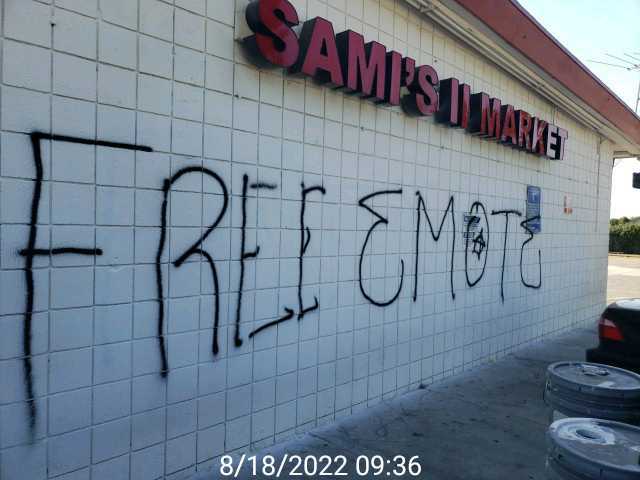 SAMI'S II MARKET
FREE EMOTE
8/18/2022 09:36